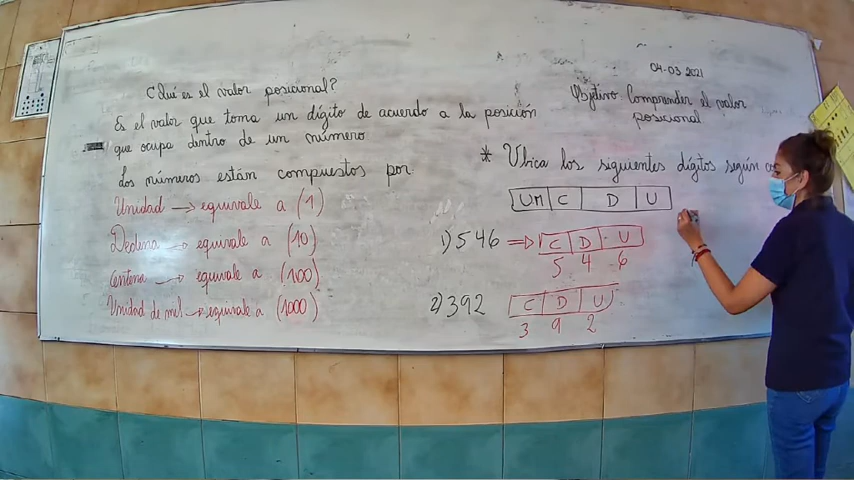 ¿Qué es el valor posicional?
Es el valor que toma un dígito de acuerdo a la posición
que ocupa dentro de un número
Los números están compuestos por
Unidad → equivale a (1)
Decena → equivale a (10)
Centena → equivale a (100)
Unidad de mil → equivale a (1000)
04-03-2021
Objetivo Comprender el valor
posicional
* Ubica los siguientes dígitos según
UM C D U
1) 546 ⇒ C D U
5 4 6
2) 392 C D U
3 9 2